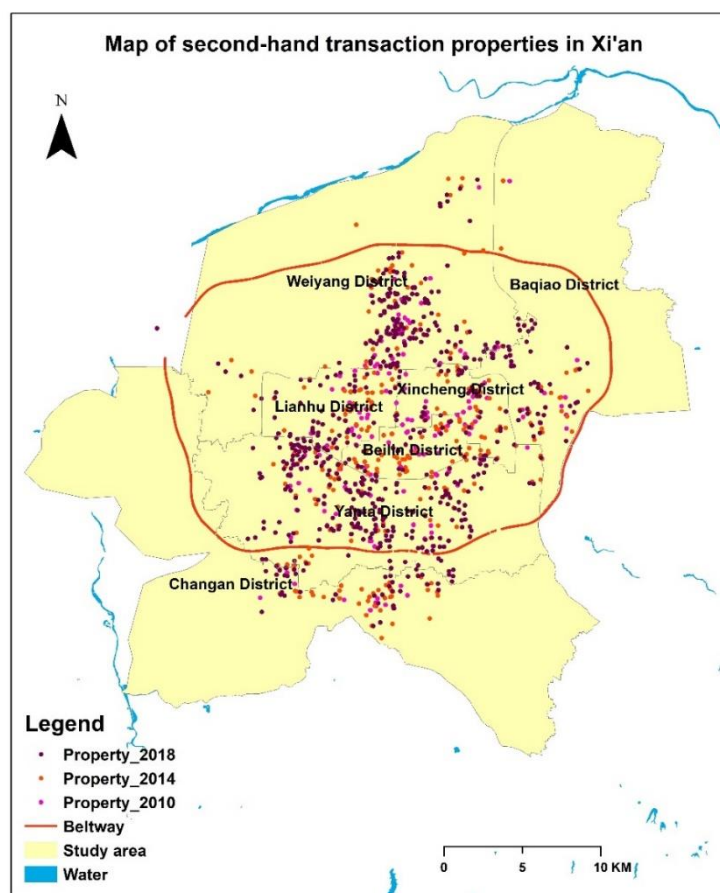 Map of second-hand transaction properties in Xi'an
N
Weiyang District
Baqiao District
Xincheng District
Lianhu District
Beilin District
Yanta District
Changan District
Legend
Property_2018
Property_2014
Property_2010
Beltway
Study area
Water
0 5 10 KM